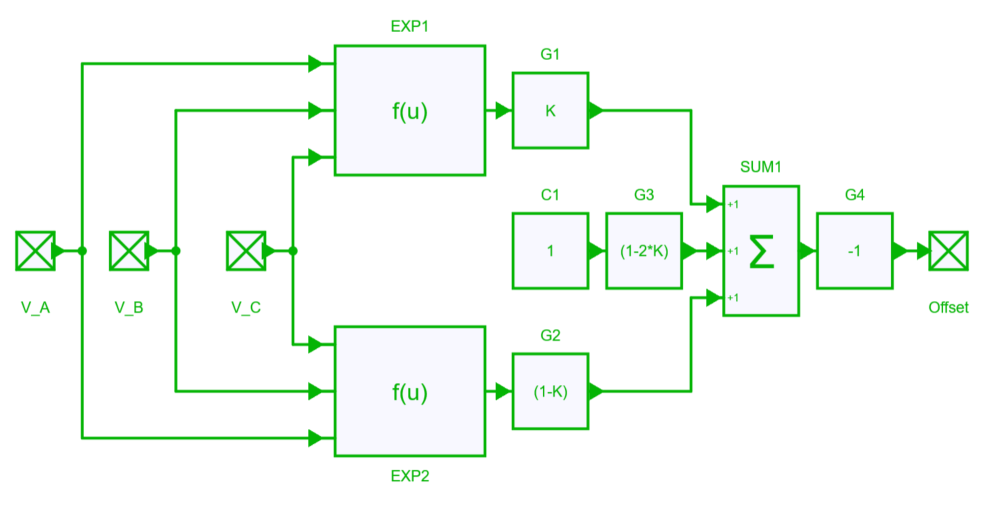 EXP1
f(u)
G1
K
SUM1
+1
C1
1
G3
(1-2*K)
+1
Σ
G4
-1
+1
V_A
V_B
V_C
Offset
G2
(1-K)
f(u)
EXP2